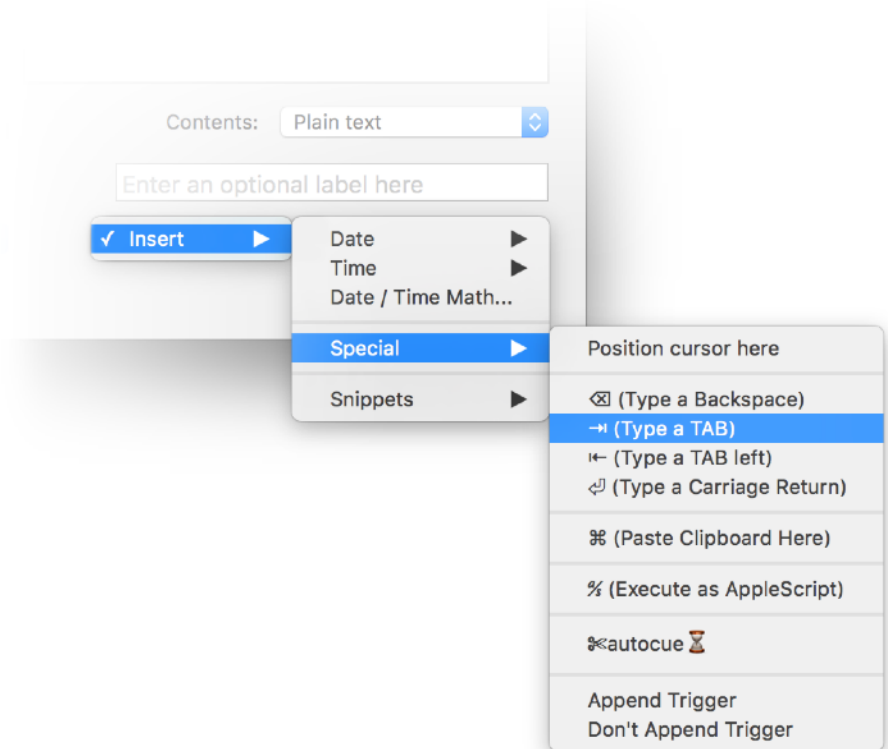 Contents: Plain text
Enter an optional label here
✓ Insert ▶
Date ▶
Time ▶
Date / Time Math...
Special ▶
Snippets ▶
Position cursor here
⌫ (Type a Backspace)
⇥ (Type a TAB)
⇤ (Type a TAB left)
⏎ (Type a Carriage Return)
⌘ (Paste Clipboard Here)
% (Execute as AppleScript)
✄autocue⏳
Append Trigger
Don't Append Trigger